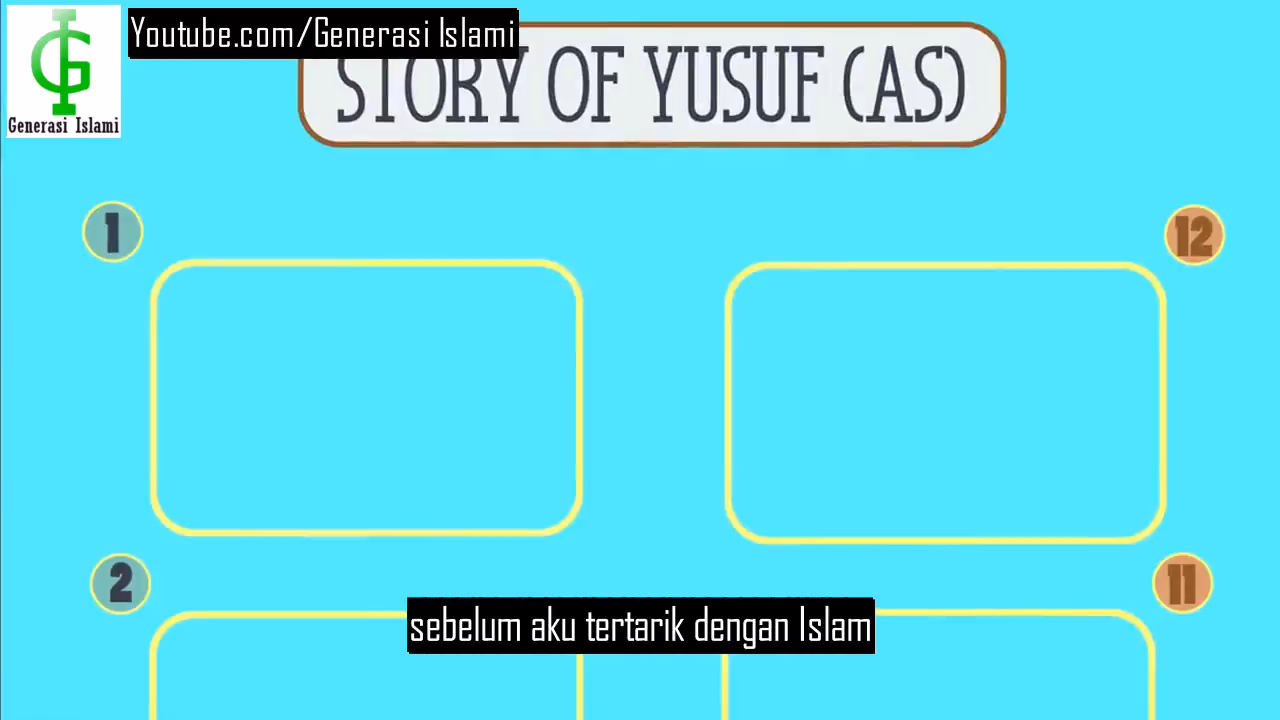 Generasi Islami
Youtube.com/Generasi Islami
STORY OF YUSUF (AS)
1
12
2
11
sebelum aku tertarik dengan Islam